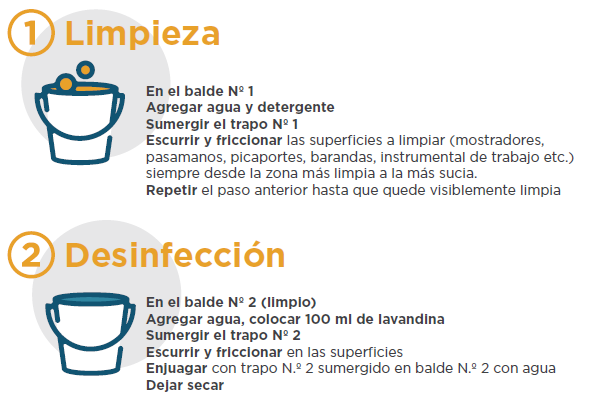 1 Limpieza
En el balde Nº 1
Agregar agua y detergente
Sumergir el trapo Nº 1
Escurrir y friccionar las superficies a limpiar (mostradores,
pasamanos, picaportes, barandas, instrumental de trabajo etc.)
siempre desde la zona más limpia a la más sucia.
Repetir el paso anterior hasta que quede visiblemente limpia
2 Desinfección
En el balde Nº 2 (limpio)
Agregar agua, colocar 100 ml de lavandina
Sumergir el trapo Nº 2
Escurrir y friccionar en las superficies
Enjuagar con trapo N.º 2 sumergido en balde N.º 2 con agua
Dejar secar